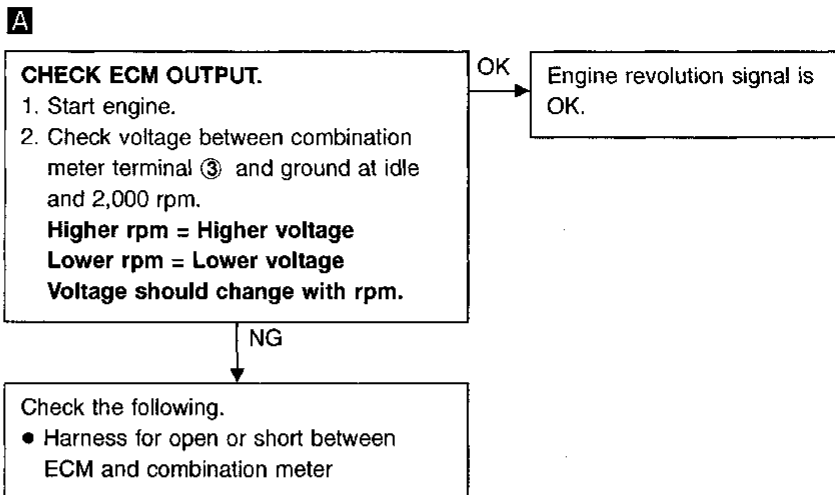 A
CHECK ECM OUTPUT.
1. Start engine.
2. Check voltage between combination
meter terminal ③ and ground at idle
and 2,000 rpm.
Higher rpm = Higher voltage
Lower rpm = Lower voltage
Voltage should change with rpm.
OK
Engine revolution signal is
OK.
NG
Check the following.
● Harness for open or short between
ECM and combination meter